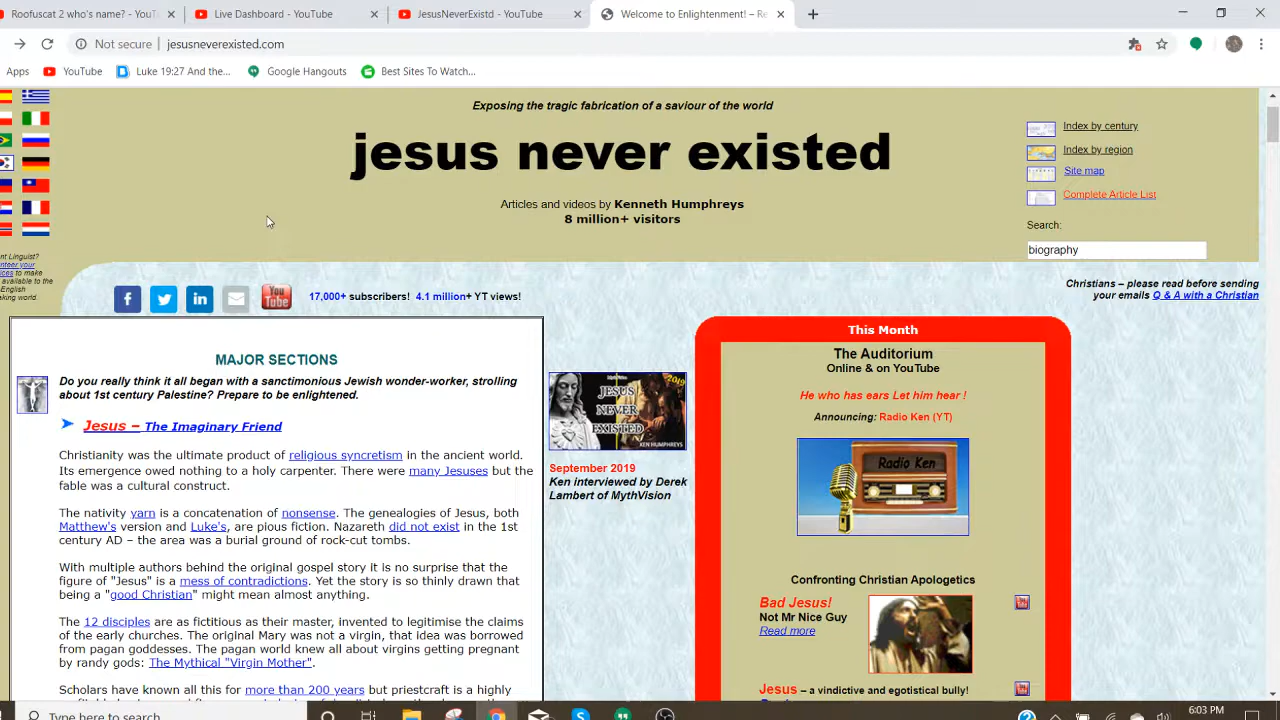 Roofuscat 2 who's name? - YouT
Live Dashboard - YouTube
JesusNeverExistd - YouTube
Welcome to Enlightenment! – Re
Not secure | jesusneverexisted.com
Apps
YouTube
Luke 19:27 And the...
Google Hangouts
Best Sites To Watch...
Exposing the tragic fabrication of a saviour of the world
jesus never existed
Articles and videos by Kenneth Humphreys
8 million+ visitors
Index by century
Index by region
Site map
Complete Article List
Search:
biography
nt Linguist?
nteer your
ices to make
available to the
English
king world.
You
Tube
17,000+ subscribers! 4.1 million+ YT views!
Christians – please read before sending
your emails Q & A with a Christian
MAJOR SECTIONS
Do you really think it all began with a sanctimonious Jewish wonder-worker, strolling
about 1st century Palestine? Prepare to be enlightened.
Jesus – The Imaginary Friend
Christianity was the ultimate product of religious syncretism in the ancient world.
Its emergence owed nothing to a holy carpenter. There were many Jesuses but the
fable was a cultural construct.
The nativity yarn is a concatenation of nonsense. The genealogies of Jesus, both
Matthew's version and Luke's, are pious fiction. Nazareth did not exist in the 1st
century AD – the area was a burial ground of rock-cut tombs.
With multiple authors behind the original gospel story it is no surprise that the
figure of "Jesus" is a mess of contradictions. Yet the story is so thinly drawn that
being a "good Christian" might mean almost anything.
The 12 disciples are as fictitious as their master, invented to legitimise the claims
of the early churches. The original Mary was not a virgin, that idea was borrowed
from pagan goddesses. The pagan world knew all about virgins getting pregnant
by randy gods: The Mythical "Virgin Mother".
Scholars have known all this for more than 200 years but priestcraft is a highly
2019
JESUS
NEVER
EXISTED
KEN HUMPHREYS
September 2019
Ken interviewed by Derek
Lambert of MythVision
This Month
The Auditorium
Online & on YouTube
He who has ears Let him hear !
Announcing: Radio Ken (YT)
Radio Ken
Confronting Christian Apologetics
Bad Jesus!
Not Mr Nice Guy
Read more
Jesus – a vindictive and egotistical bully!
Type here to search
6:03 PM